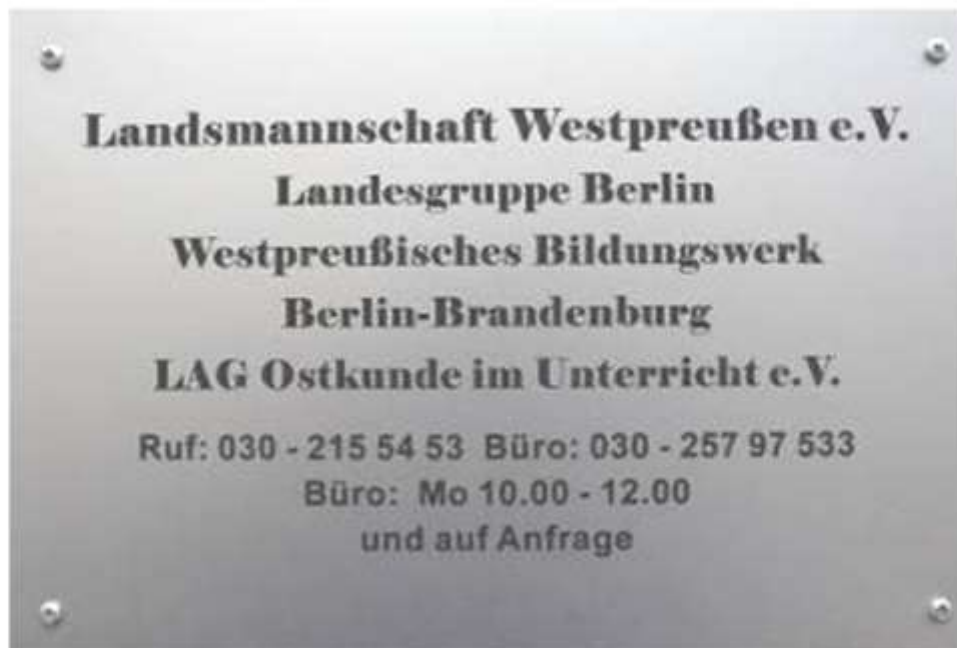 Landsmannschaft Westpreußen e.V.
Landesgruppe Berlin
Westpreußisches Bildungswerk
Berlin-Brandenburg
LAG Ostkunde im Unterricht e.V.
Ruf: 030 - 215 54 53 Büro: 030 - 257 97 533
Büro: Mo 10.00 - 12.00
und auf Anfrage